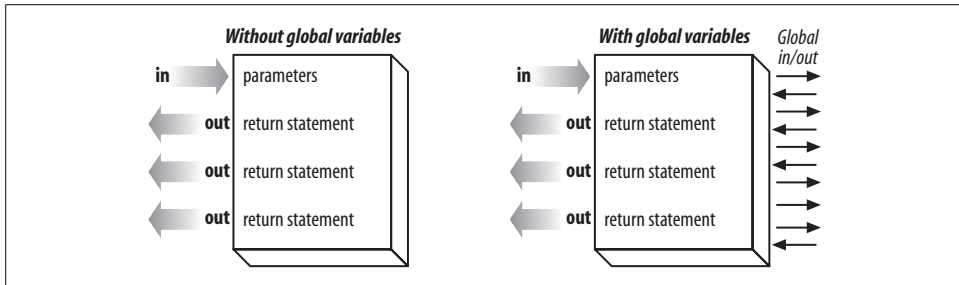 Without global variables
in parameters
out return statement
out return statement
out return statement
With global variables
Global
in/out
in parameters
out return statement
out return statement
out return statement